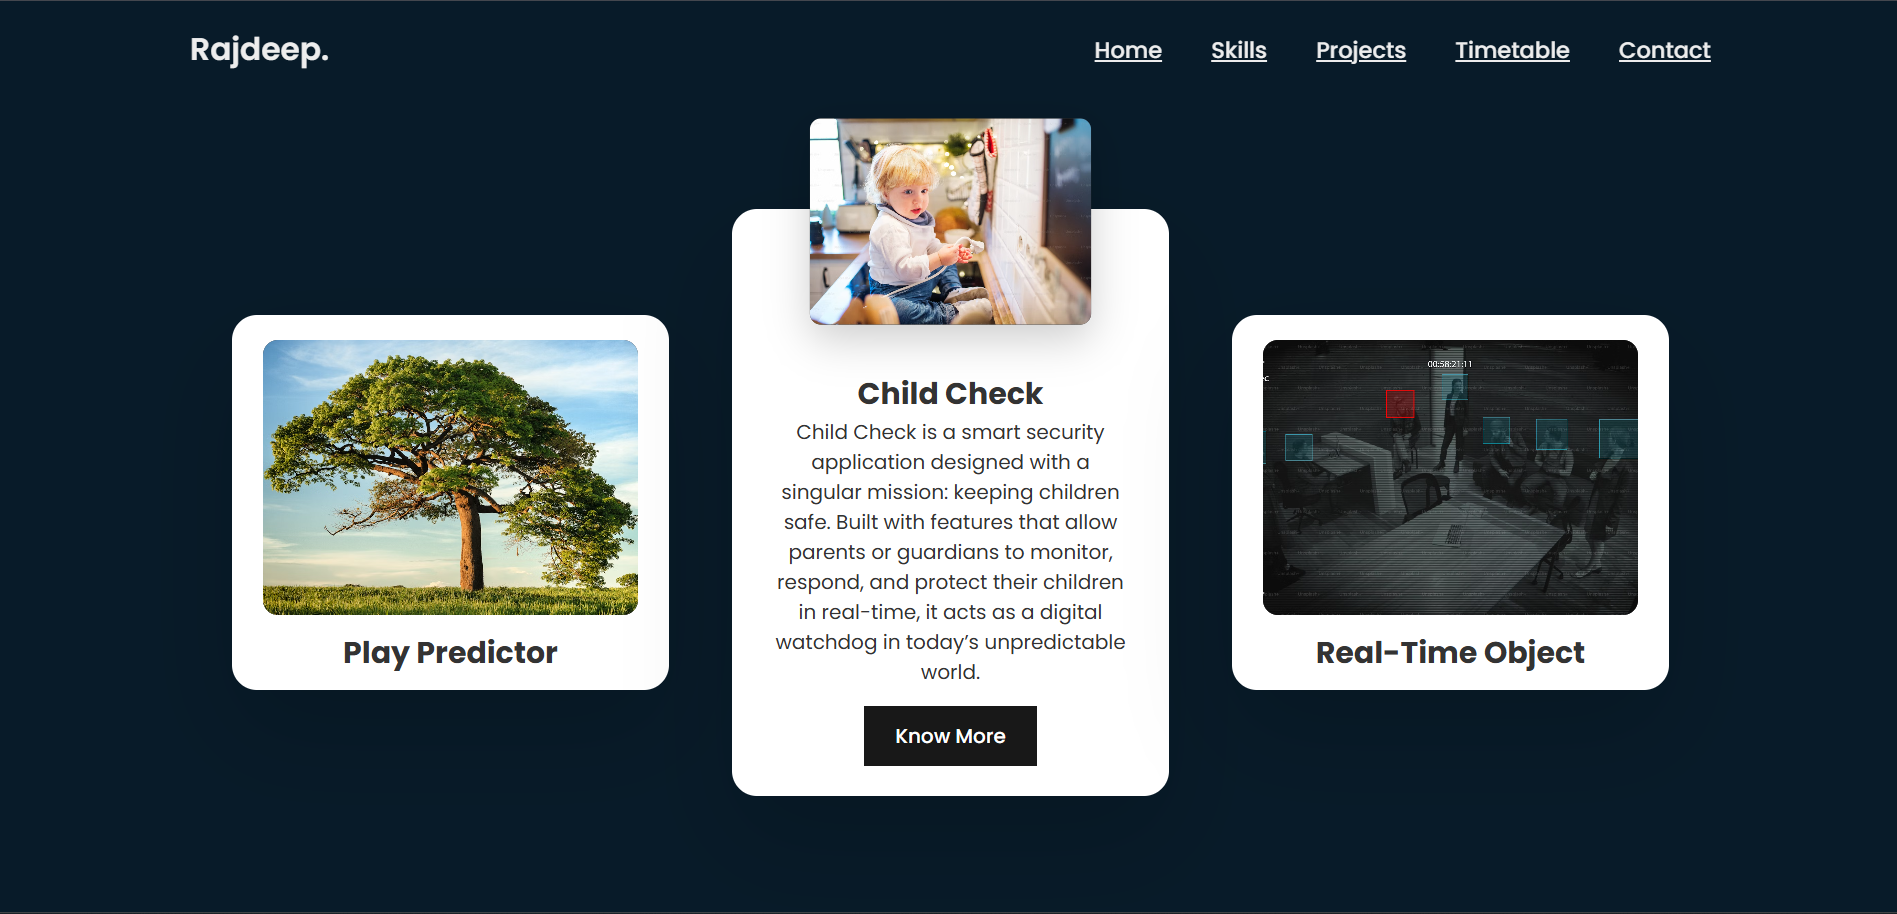 Rajdeep.
Home Skills Projects Timetable Contact
Child Check
Child Check is a smart security
application designed with a
singular mission: keeping children
safe. Built with features that allow
parents or guardians to monitor,
respond, and protect their children
in real-time, it acts as a digital
watchdog in today’s unpredictable
world.
Know More
Play Predictor
00:58:21:11
Real-Time Object